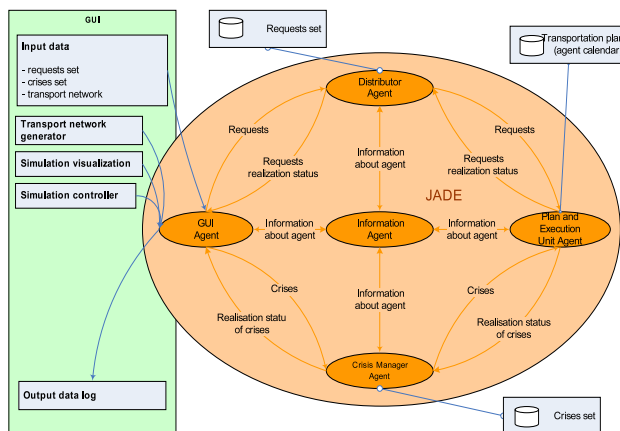 GUI
Input data
- requests set
- crises set
- transport network
Transport network
generator
Simulation visualization
Simulation controller
Output data log
Requests set
Transportation plan
(agent calendar)
Distributor
Agent
Requests
Requests
realization status
Information
about agent
Requests
Requests
realization status
JADE
GUI
Agent
Information
about agent
Information
Agent
Information
about agent
Plan and
Execution
Unit Agent
Crises
Realisation status
of crises
Information
about agent
Crises
Realisation status
of crises
Crisis Manager
Agent
Crises set